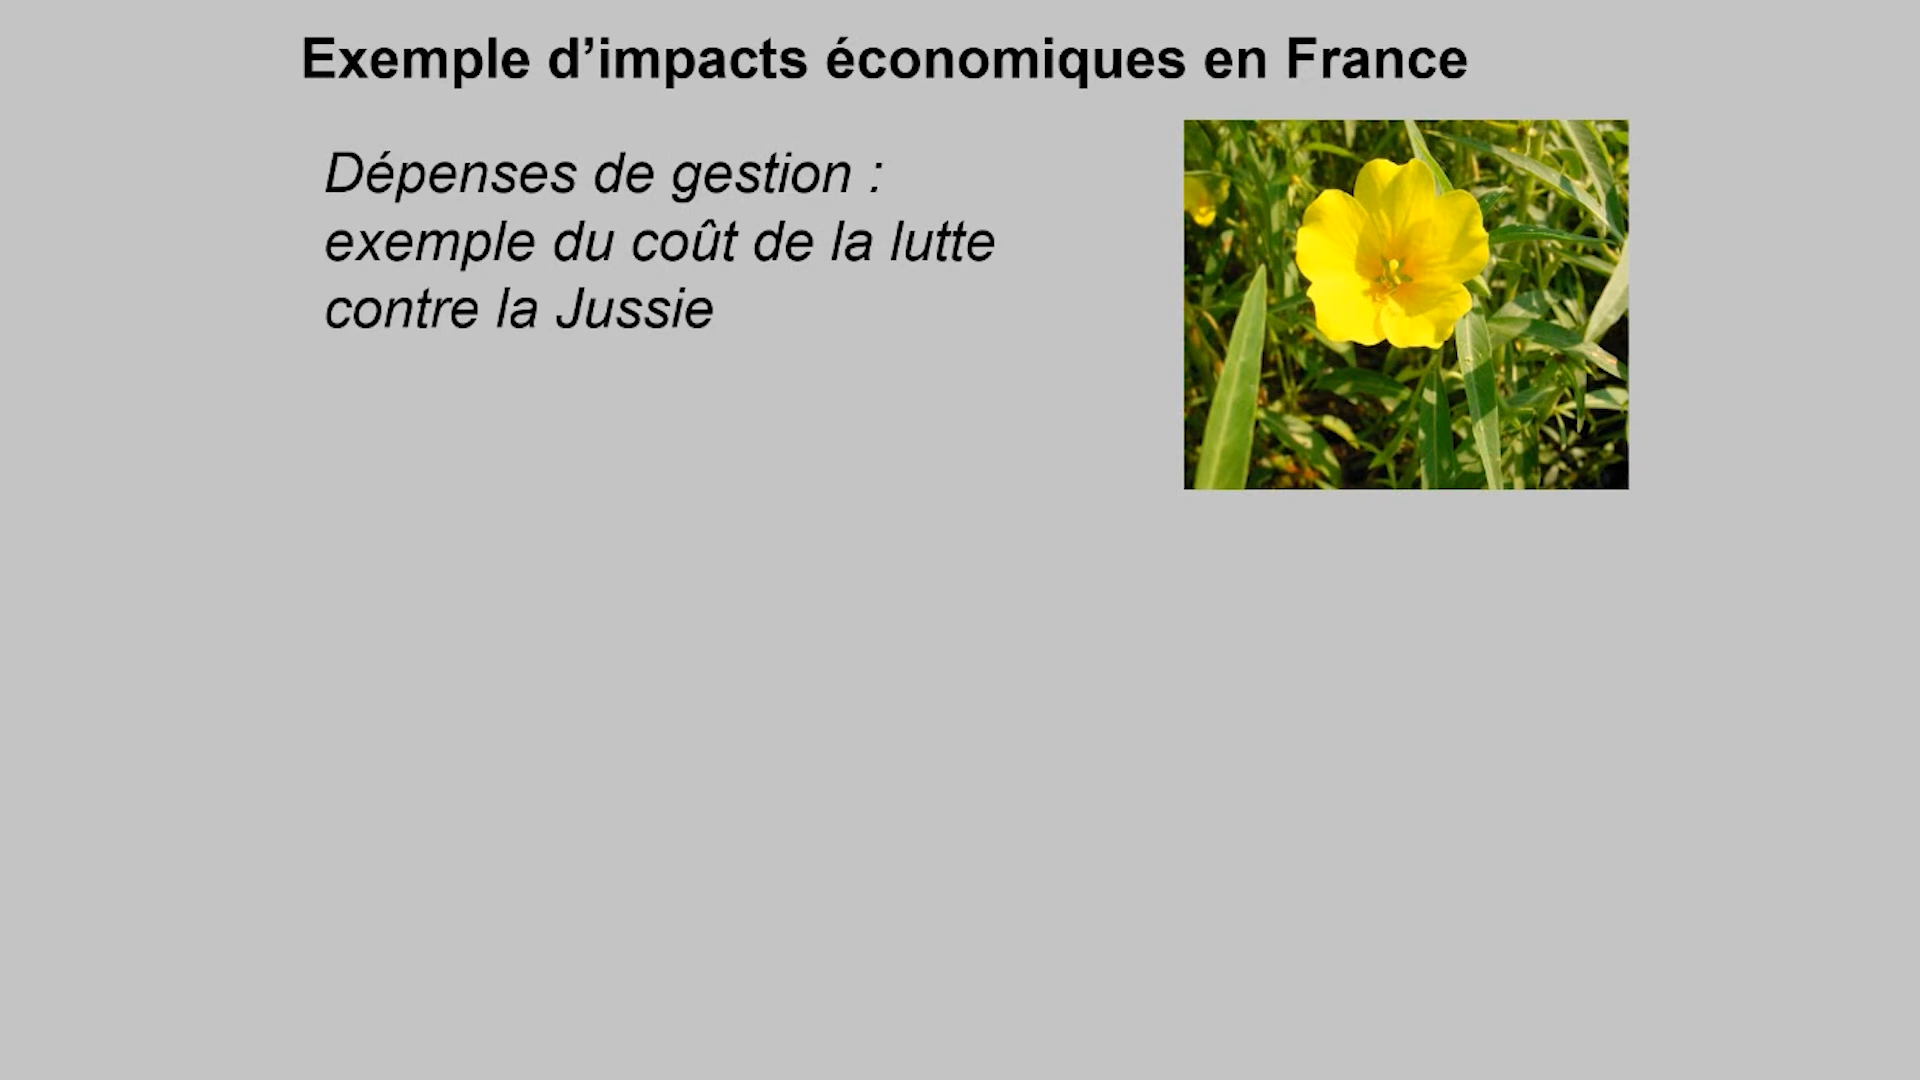 Exemple d’impacts économiques en France
Dépenses de gestion :
exemple du coût de la lutte
contre la Jussie